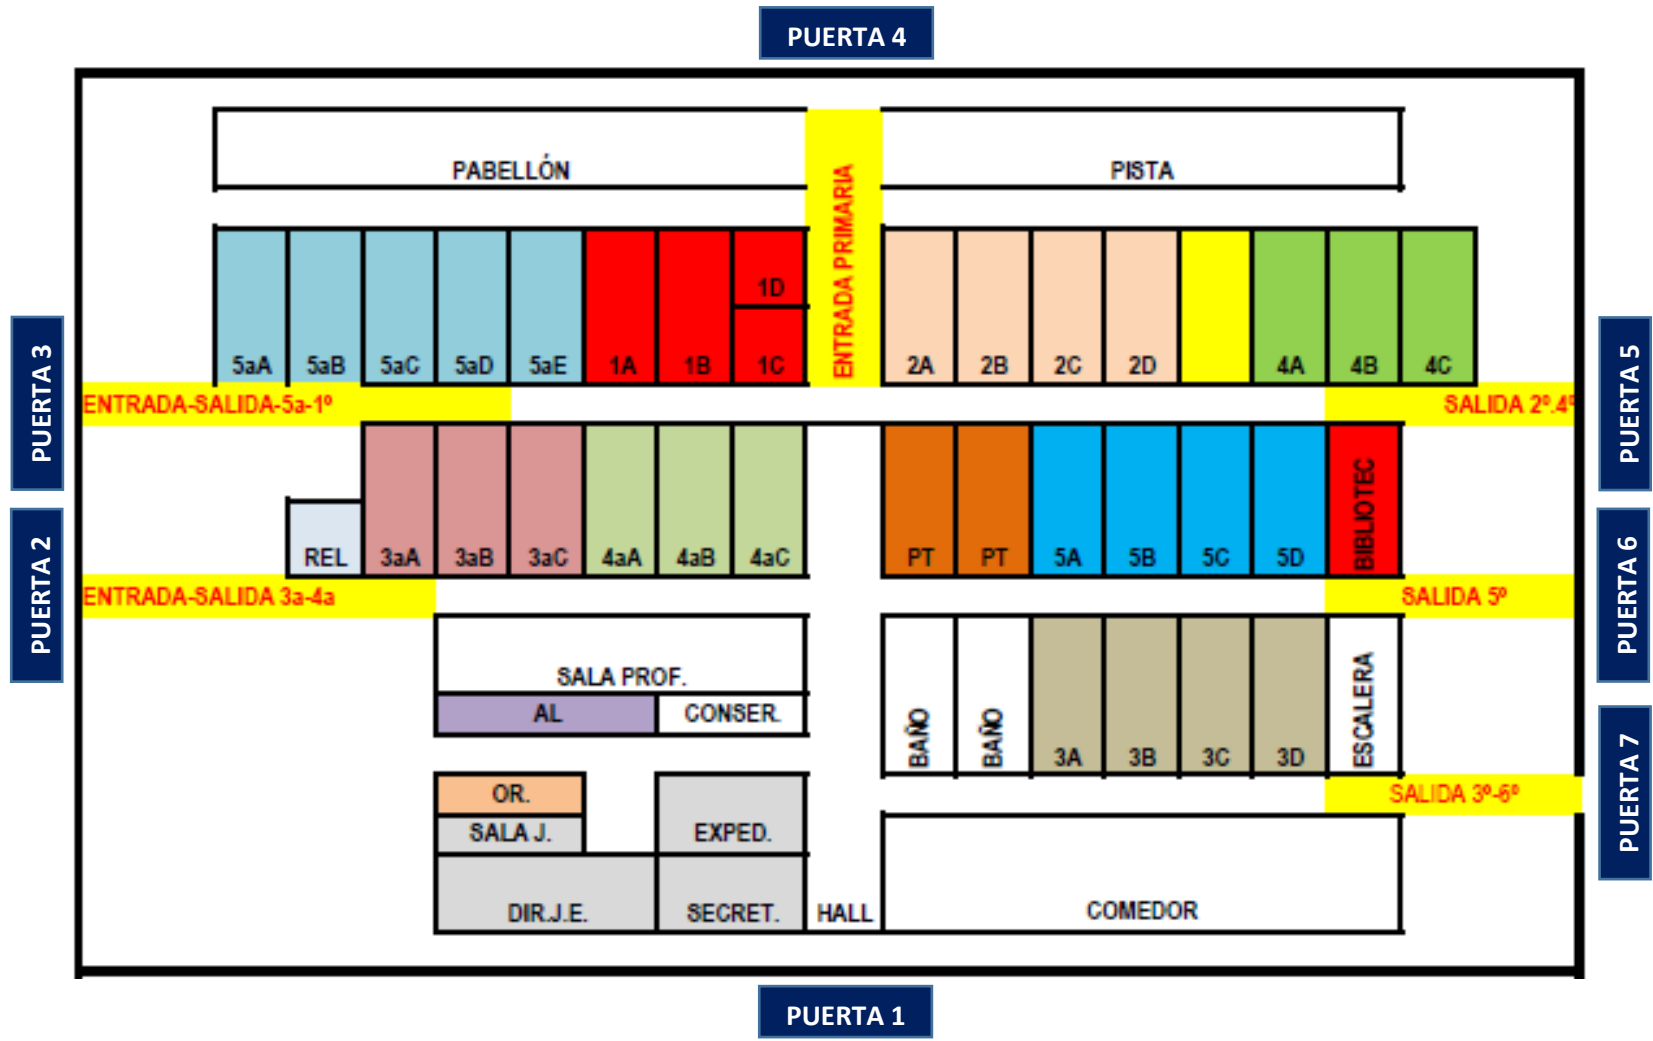 PUERTA 4
PABELLÓN
PISTA
ENTRADA PRIMARIA
5aA
5aB
5aC
5aD
5aE
1A
1B
1D
1C
2A
2B
2C
2D
4A
4B
4C
PUERTA 3
PUERTA 5
ENTRADA-SALIDA-5a-1º
SALIDA 2º.4º
REL
3aA
3aB
3aC
4aA
4aB
4aC
PT
PT
5A
5B
5C
5D
BIBLIOTEC
PUERTA 2
PUERTA 6
ENTRADA-SALIDA 3a-4a
SALIDA 5º
SALA PROF.
AL
CONSER.
BAÑO
BAÑO
3A
3B
3C
3D
ESCALERA
PUERTA 7
OR.
SALA J.
EXPED.
SALIDA 3º-6º
DIR.J.E.
SECRET.
HALL
COMEDOR
PUERTA 1